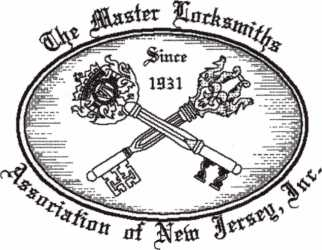 The Master Locksmiths
Since
1931
Association of New Jersey, Inc.